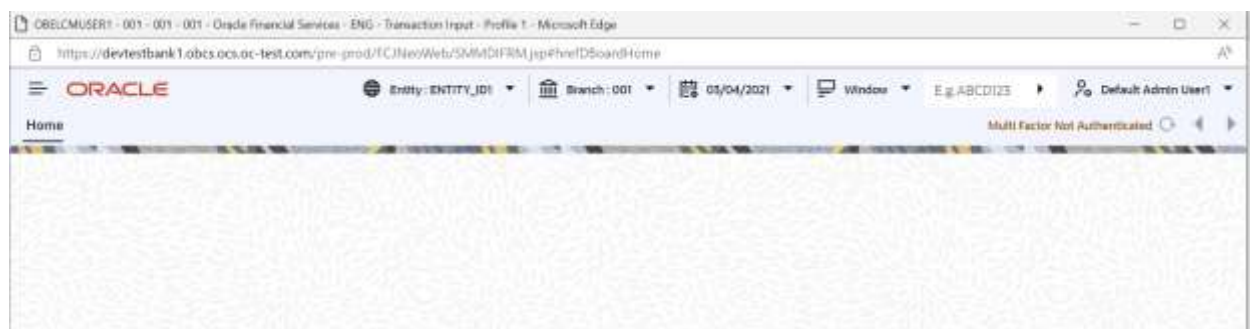 OBELCMUSER1 - 001 - 001 - 001 - Oracle Financial Services - ENG - Transaction Input - Profile 1 - Microsoft Edge
https://devtestbank1.obcs.ocs.oc-test.com/pre-prod/FCJNeoWeb/SMMDIFRM.jsp#hrefDBoardHome
ORACLE Entity : ENTITY_ID1 Branch : 001 03/04/2021 Window E.g.ABCD123 Default Admin User1
Home Multi Factor Not Authenticated